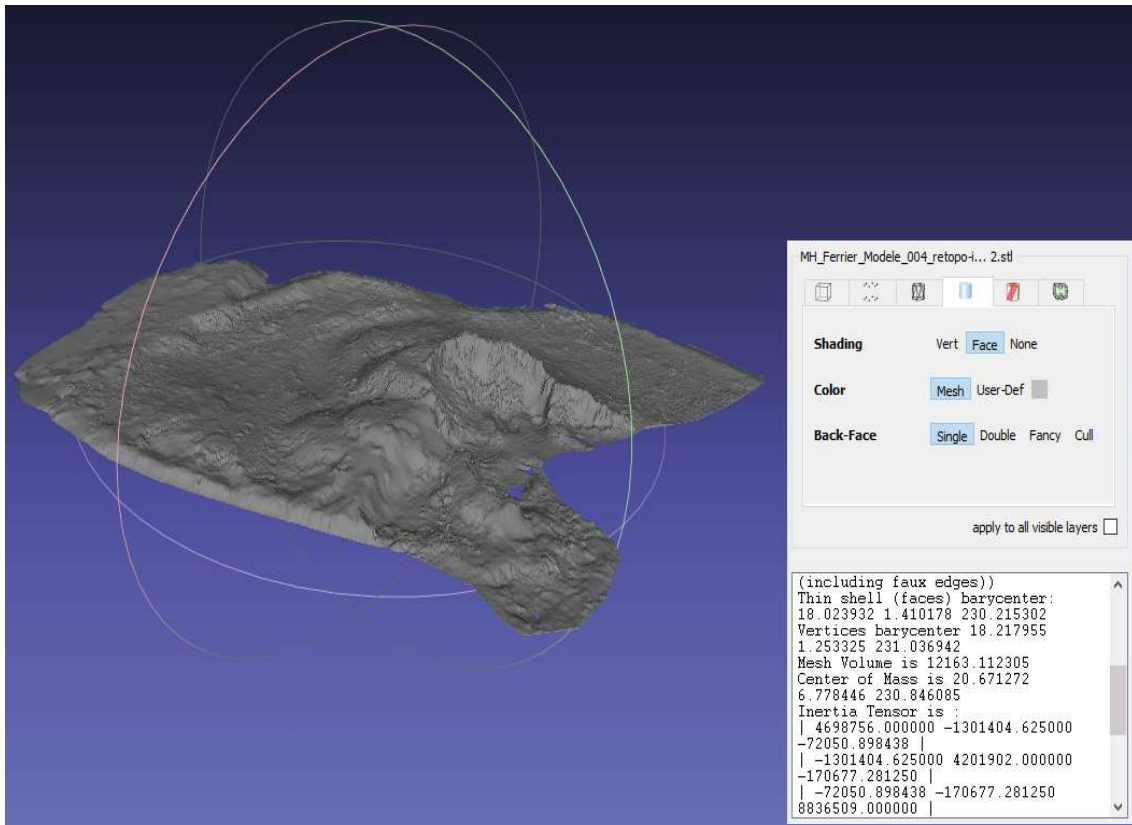 MH_Ferrier_Modele_004_retopo-i... 2.stl
Shading Vert Face None
Color Mesh User-Def
Back-Face Single Double Fancy Cull
apply to all visible layers
(including faux edges))
Thin shell (faces) barycenter:
18.023932 1.410178 230.215302
Vertices barycenter 18.217955
1.253325 231.036942
Mesh Volume is 12163.112305
Center of Mass is 20.671272
6.778446 230.846085
Inertia Tensor is :
| 4698756.000000 -1301404.625000
-72050.898438 |
| -1301404.625000 4201902.000000
-170677.281250 |
| -72050.898438 -170677.281250
8836509.000000 |